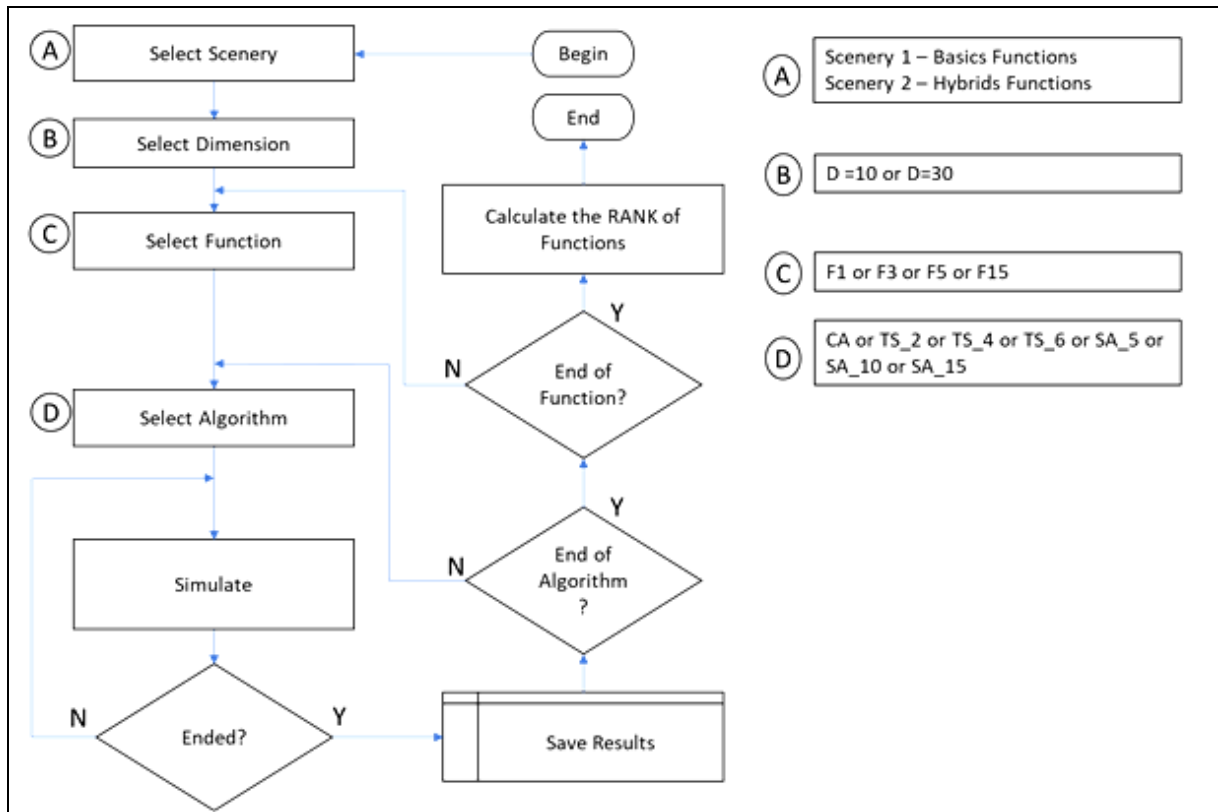 A
Select Scenery
Begin
End
B
Select Dimension
C
Select Function
Calculate the RANK of
Functions
Y
N
End of
Function?
D
Select Algorithm
Y
N
End of
Algorithm
?
Simulate
N
Ended?
Y
Save Results
A
Scenery 1 – Basics Functions
Scenery 2 – Hybrids Functions
B
D =10 or D=30
C
F1 or F3 or F5 or F15
D
CA or TS_2 or TS_4 or TS_6 or SA_5 or
SA_10 or SA_15